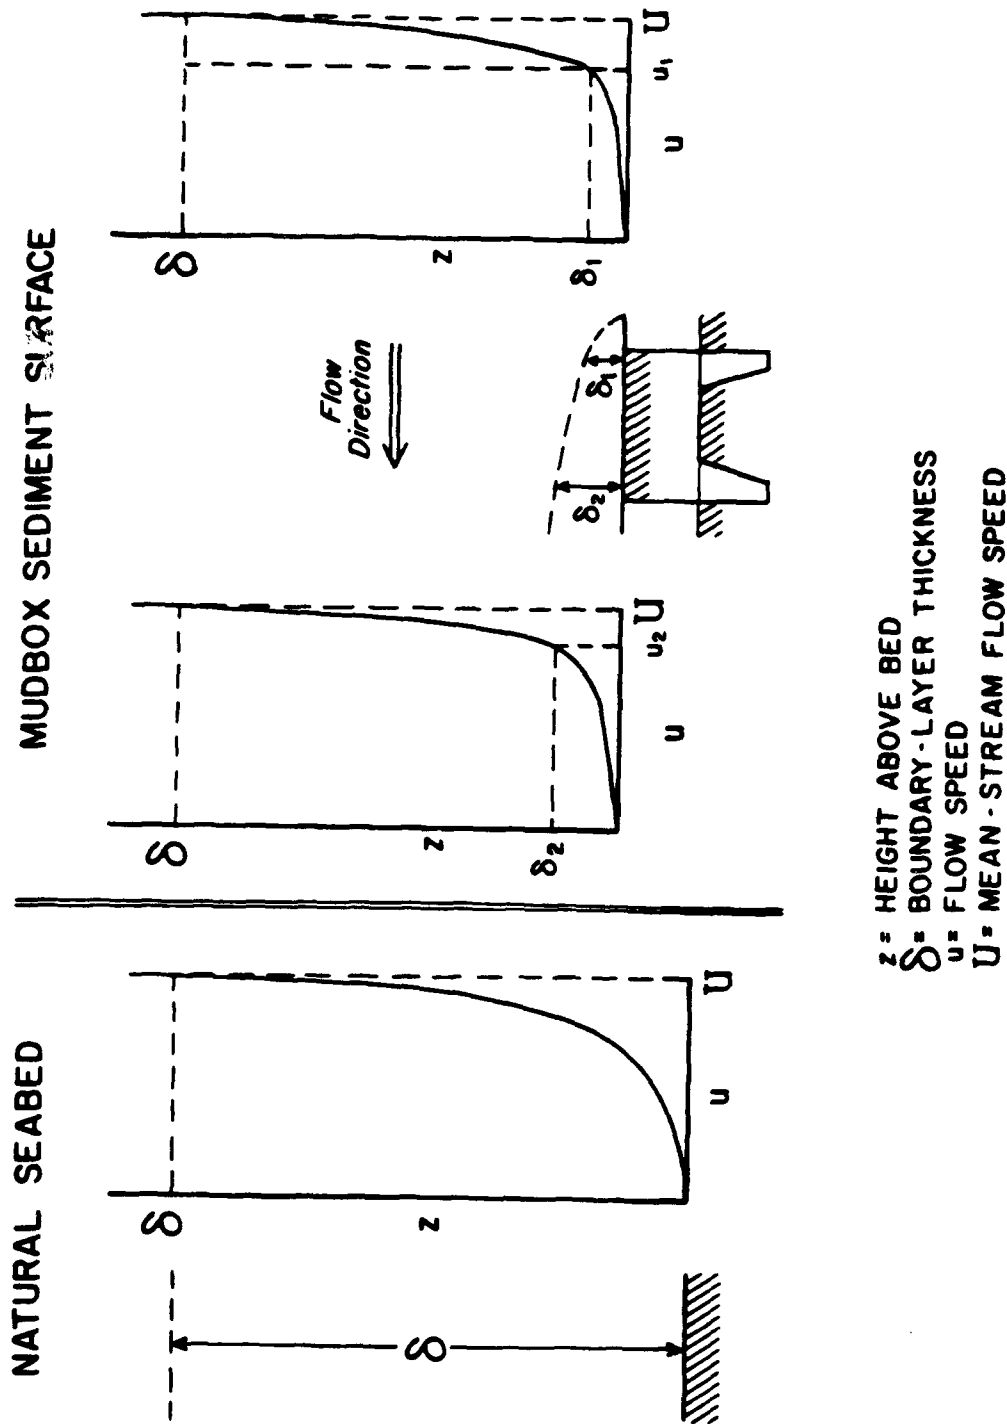 NATURAL SEABED
δ
δ
z
u
U
MUDBOX SEDIMENT SURFACE
δ
z
δ2
u
u2
U
Flow
Direction
δ2
δ1
δ
z
δ1
u
u1
U
z = HEIGHT ABOVE BED
δ = BOUNDARY-LAYER THICKNESS
u = FLOW SPEED
U = MEAN-STREAM FLOW SPEED